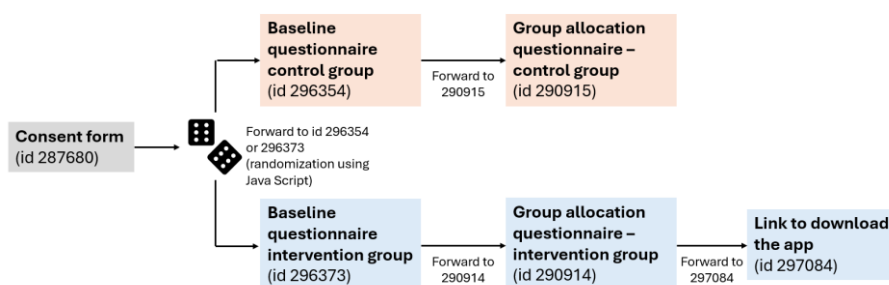 Consent form
(id 287680)
Forward to id 296354
or 296373
(randomization using
Java Script)
Baseline
questionnaire
control group
(id 296354)
Forward to
290915
Group allocation
questionnaire –
control group
(id 290915)
Baseline
questionnaire
intervention group
(id 296373)
Forward to
290914
Group allocation
questionnaire –
intervention group
(id 290914)
Forward to
297084
Link to download
the app
(id 297084)